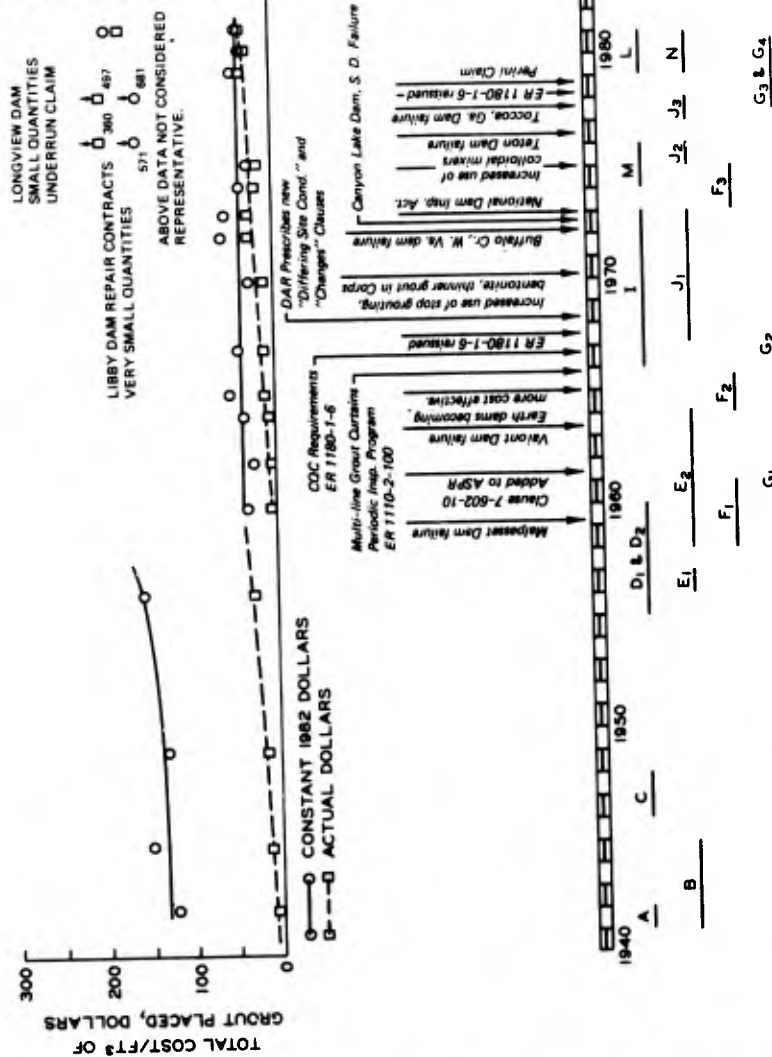 LONGVIEW DAM
SMALL QUANTITIES
UNDERRUN CLAIM
LIBBY DAM REPAIR CONTRACTS
VERY SMALL QUANTITIES
360
497
571
681
ABOVE DATA NOT CONSIDERED
REPRESENTATIVE.
TOTAL COST/FT³ OF
GROUT PLACED, DOLLARS
300
200
100
0
CONSTANT 1982 DOLLARS
ACTUAL DOLLARS
Malpasset Dam failure
Clause 7-602-10
Added to ASPR
Vaiont Dam failure
Earth dams becoming
more cost effective.
Multi-line Grout Curtains
Periodic Insp. Program
ER 1110-2-100
CQC Requirements
ER 1180-1-6
ER 1180-1-6 reissued
DAR Prescribes new
"Differing Site Cond." and
"Changes" Clauses
Increased use of stop grouting,
bentonite, thinner grout in Corps
Buffalo, Cr., W., Va. dam failure
Canyon Lake Dam, S. D. Failure
National Dam Insp. Act.
Increased use of
colloidal mixers
Teton Dam failure
Toccoa, Ga. Dam failure
ER 1180-1-6 reissued
Perini Claim
1940
1950
1960
1970
1980
A
B
C
D₁ & D₂
E₁
E₂
F₁
F₂
F₃
G₁
G₂
G₃ & G₄
I
J₁
J₂
J₃
L
M
N